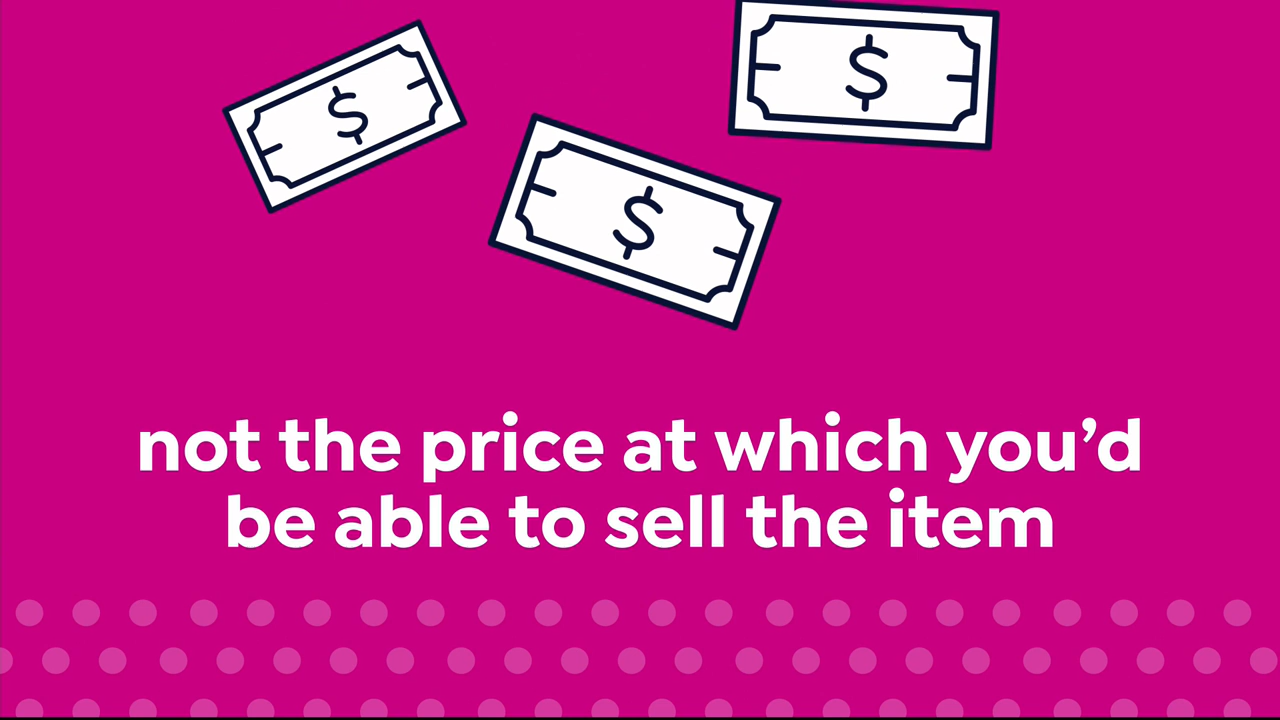 $
$
$
not the price at which you’d
be able to sell the item